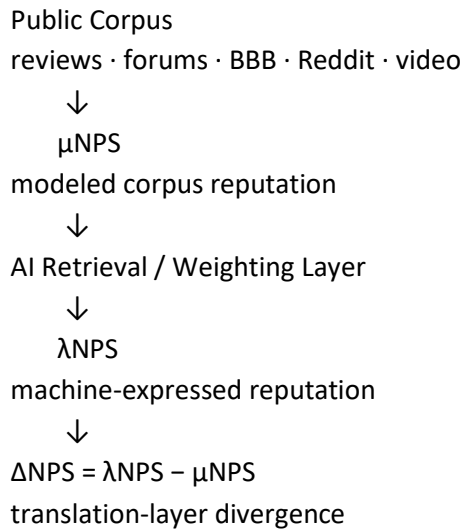 Public Corpus
reviews · forums · BBB · Reddit · video
↓
μNPS
modeled corpus reputation
↓
AI Retrieval / Weighting Layer
↓
λNPS
machine-expressed reputation
↓
ΔNPS = λNPS − μNPS
translation-layer divergence